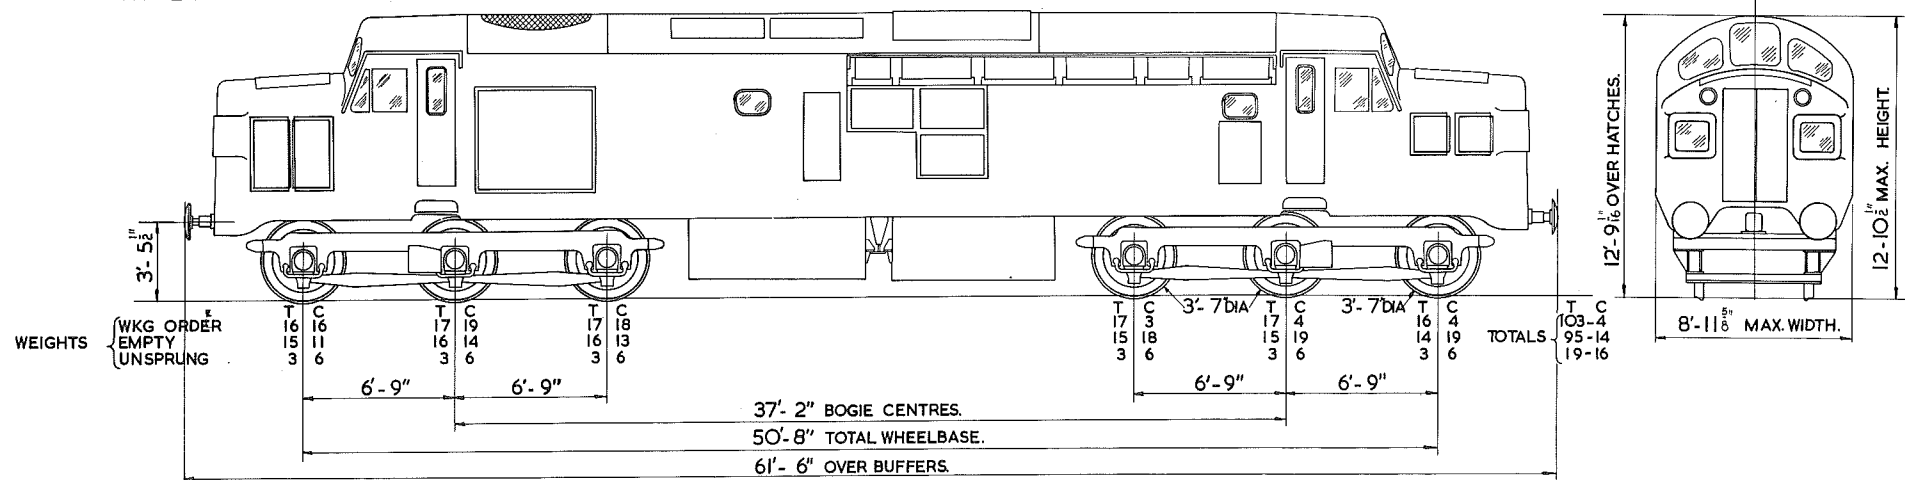 3'- 5½"
12'-9 1/16" OVER HATCHES.
12-10½" MAX. HEIGHT.
8'-11⅝" MAX. WIDTH.
3'- 7" DIA
3'- 7" DIA
T C T C T C T C T C T C T C
WEIGHTS WKG ORDER 16 16 17 19 17 18 17 3 17 4 16 4 TOTALS 103-4
EMPTY 15 11 16 14 16 13 15 18 15 19 14 19 95-14
UNSPRUNG 3 6 3 6 3 6 3 6 3 6 3 6 19-16
6'-9" 6'-9" 6'-9" 6'-9"
37'- 2" BOGIE CENTRES.
50'-8" TOTAL WHEELBASE.
61'- 6" OVER BUFFERS.